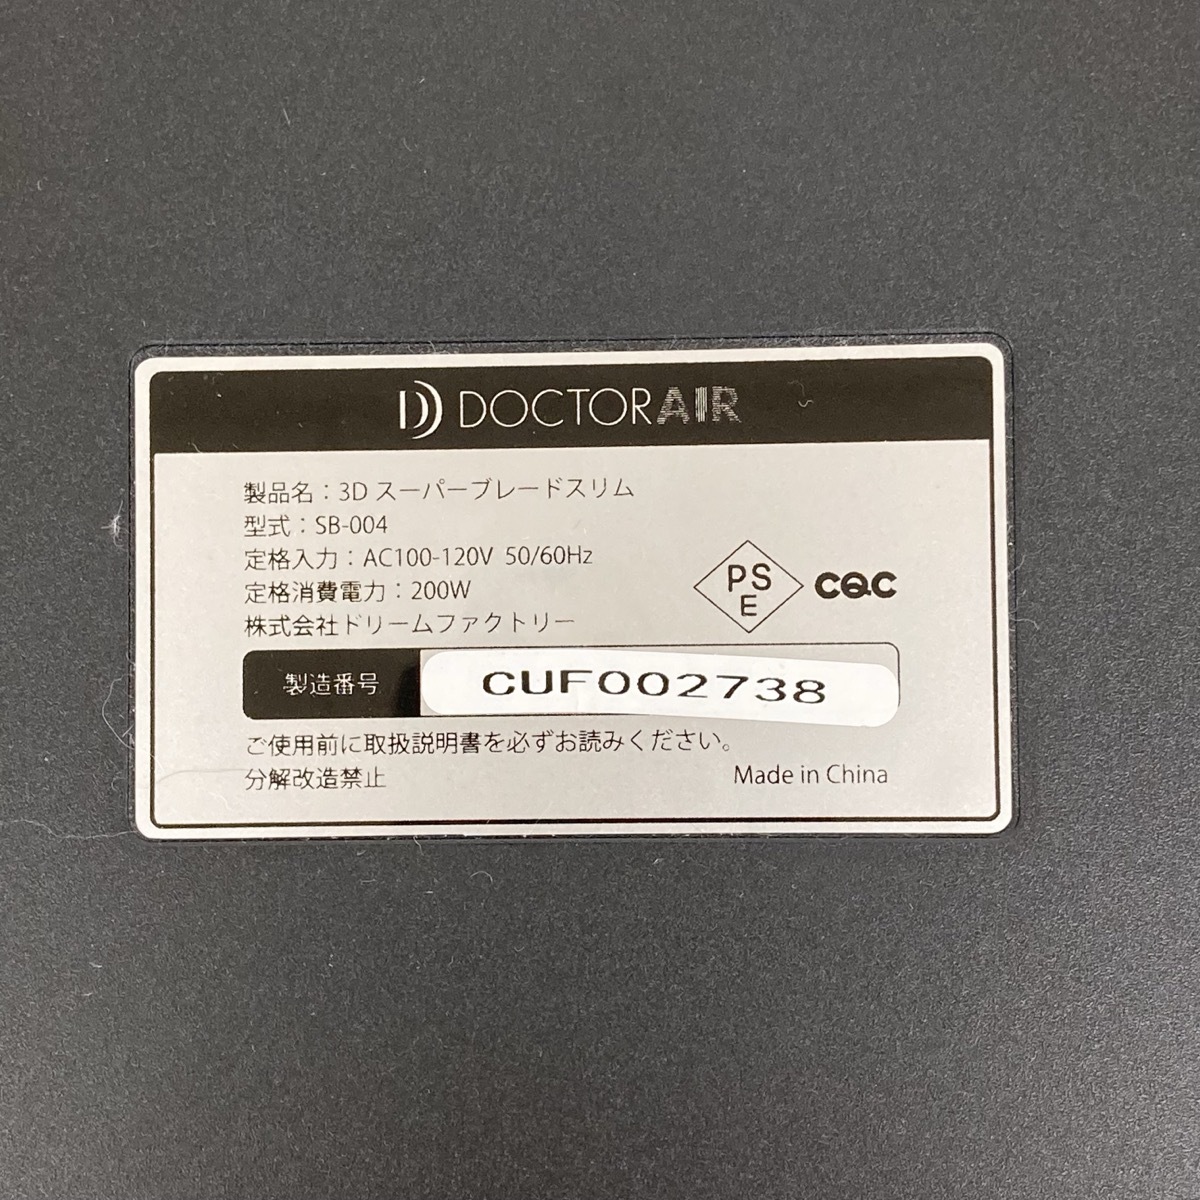 DOCTORAIR
製品名：3D スーパーブレードスリム
型式：SB-004
定格入力：AC100-120V 50/60Hz
定格消費電力：200W
株式会社ドリームファクトリー
PS
E
CQC
製造番号 CUF002738
ご使用前に取扱説明書を必ずお読みください。
分解改造禁止 Made in China